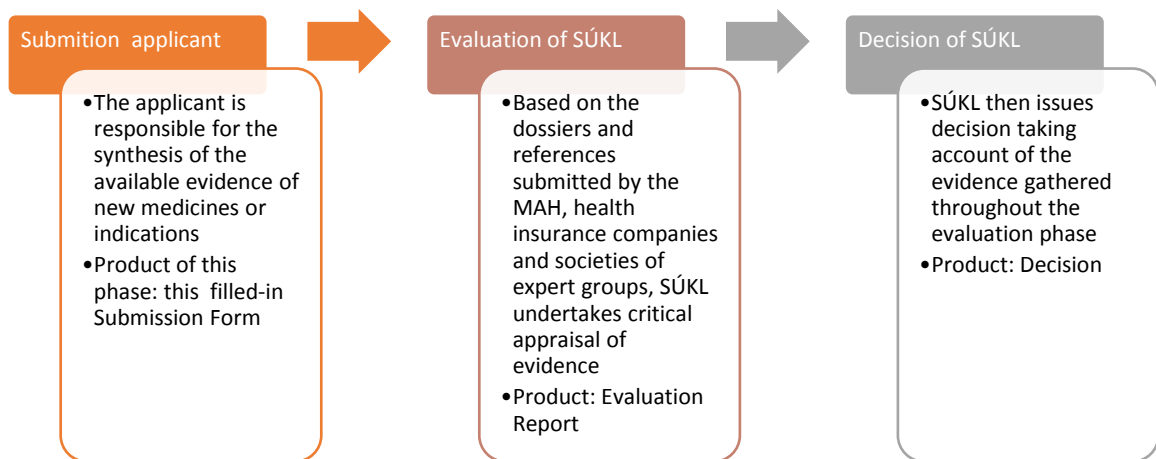 Submition applicant
•The applicant is
responsible for the
synthesis of the
available evidence of
new medicines or
indications
•Product of this
phase: this filled-in
Submission Form
Evaluation of SÚKL
•Based on the
dossiers and
references
submitted by the
MAH, health
insurance companies
and societies of
expert groups, SÚKL
undertakes critical
appraisal of
evidence
•Product: Evaluation
Report
Decision of SÚKL
•SÚKL then issues
decision taking
account of the
evidence gathered
throughout the
evaluation phase
•Product: Decision